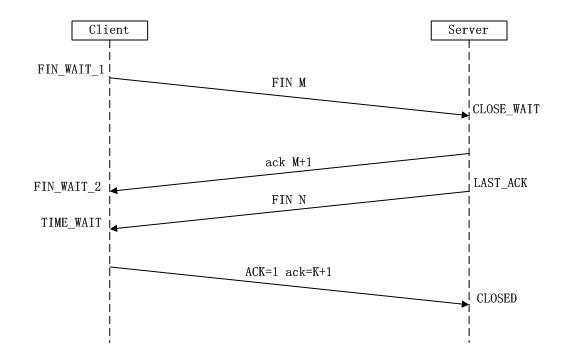 Client
Server
FIN_WAIT_1
FIN M
CLOSE_WAIT
ack M+1
FIN_WAIT_2
LAST_ACK
FIN N
TIME_WAIT
ACK=1 ack=K+1
CLOSED